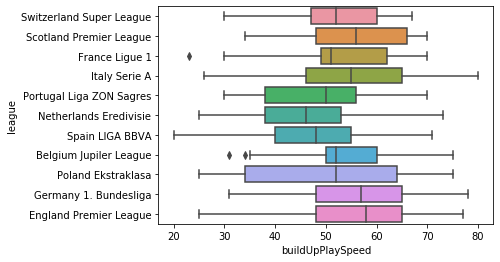 Switzerland Super League
Scotland Premier League
France Ligue 1
Italy Serie A
Portugal Liga ZON Sagres
Netherlands Eredivisie
Spain LIGA BBVA
Belgium Jupiler League
Poland Ekstraklasa
Germany 1. Bundesliga
England Premier League
league
20 30 40 50 60 70 80
buildUpPlaySpeed